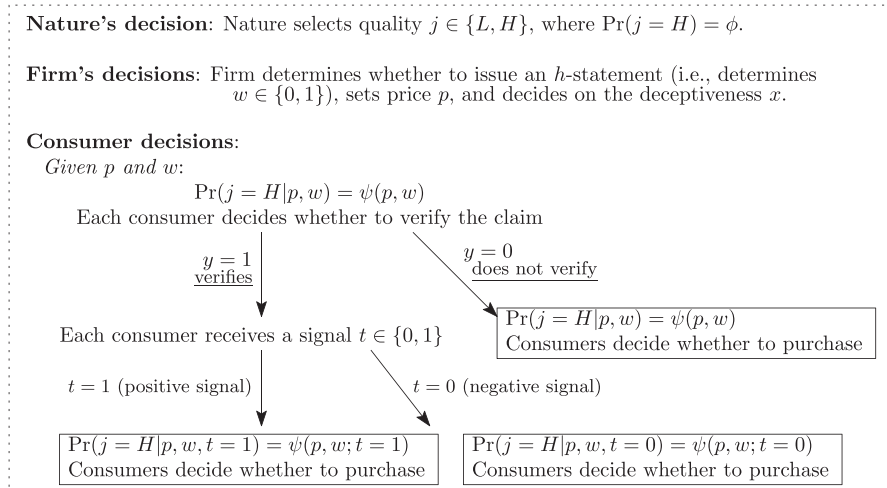 Nature's decision: Nature selects quality j ∈ {L, H}, where Pr(j = H) = ϕ.
Firm's decisions: Firm determines whether to issue an h-statement (i.e., determines
w ∈ {0, 1}), sets price p, and decides on the deceptiveness x.
Consumer decisions:
Given p and w:
Pr(j = H|p, w) = ψ(p, w)
Each consumer decides whether to verify the claim
y = 1
verifies
y = 0
does not verify
Pr(j = H|p, w) = ψ(p, w)
Consumers decide whether to purchase
Each consumer receives a signal t ∈ {0, 1}
t = 1 (positive signal)
t = 0 (negative signal)
Pr(j = H|p, w, t = 1) = ψ(p, w; t = 1)
Consumers decide whether to purchase
Pr(j = H|p, w, t = 0) = ψ(p, w; t = 0)
Consumers decide whether to purchase